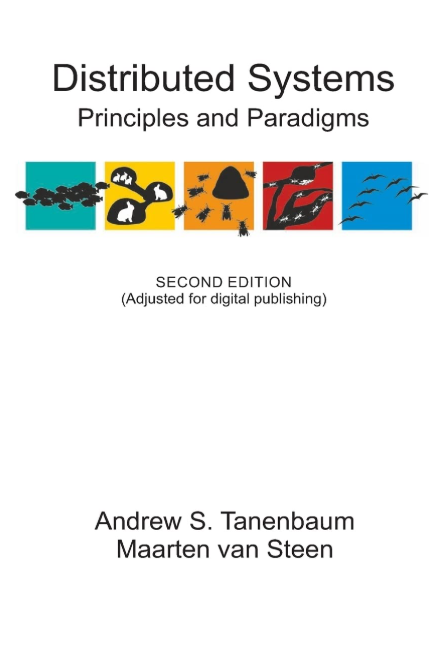 Distributed Systems
Principles and Paradigms
SECOND EDITION
(Adjusted for digital publishing)
Andrew S. Tanenbaum
Maarten van Steen